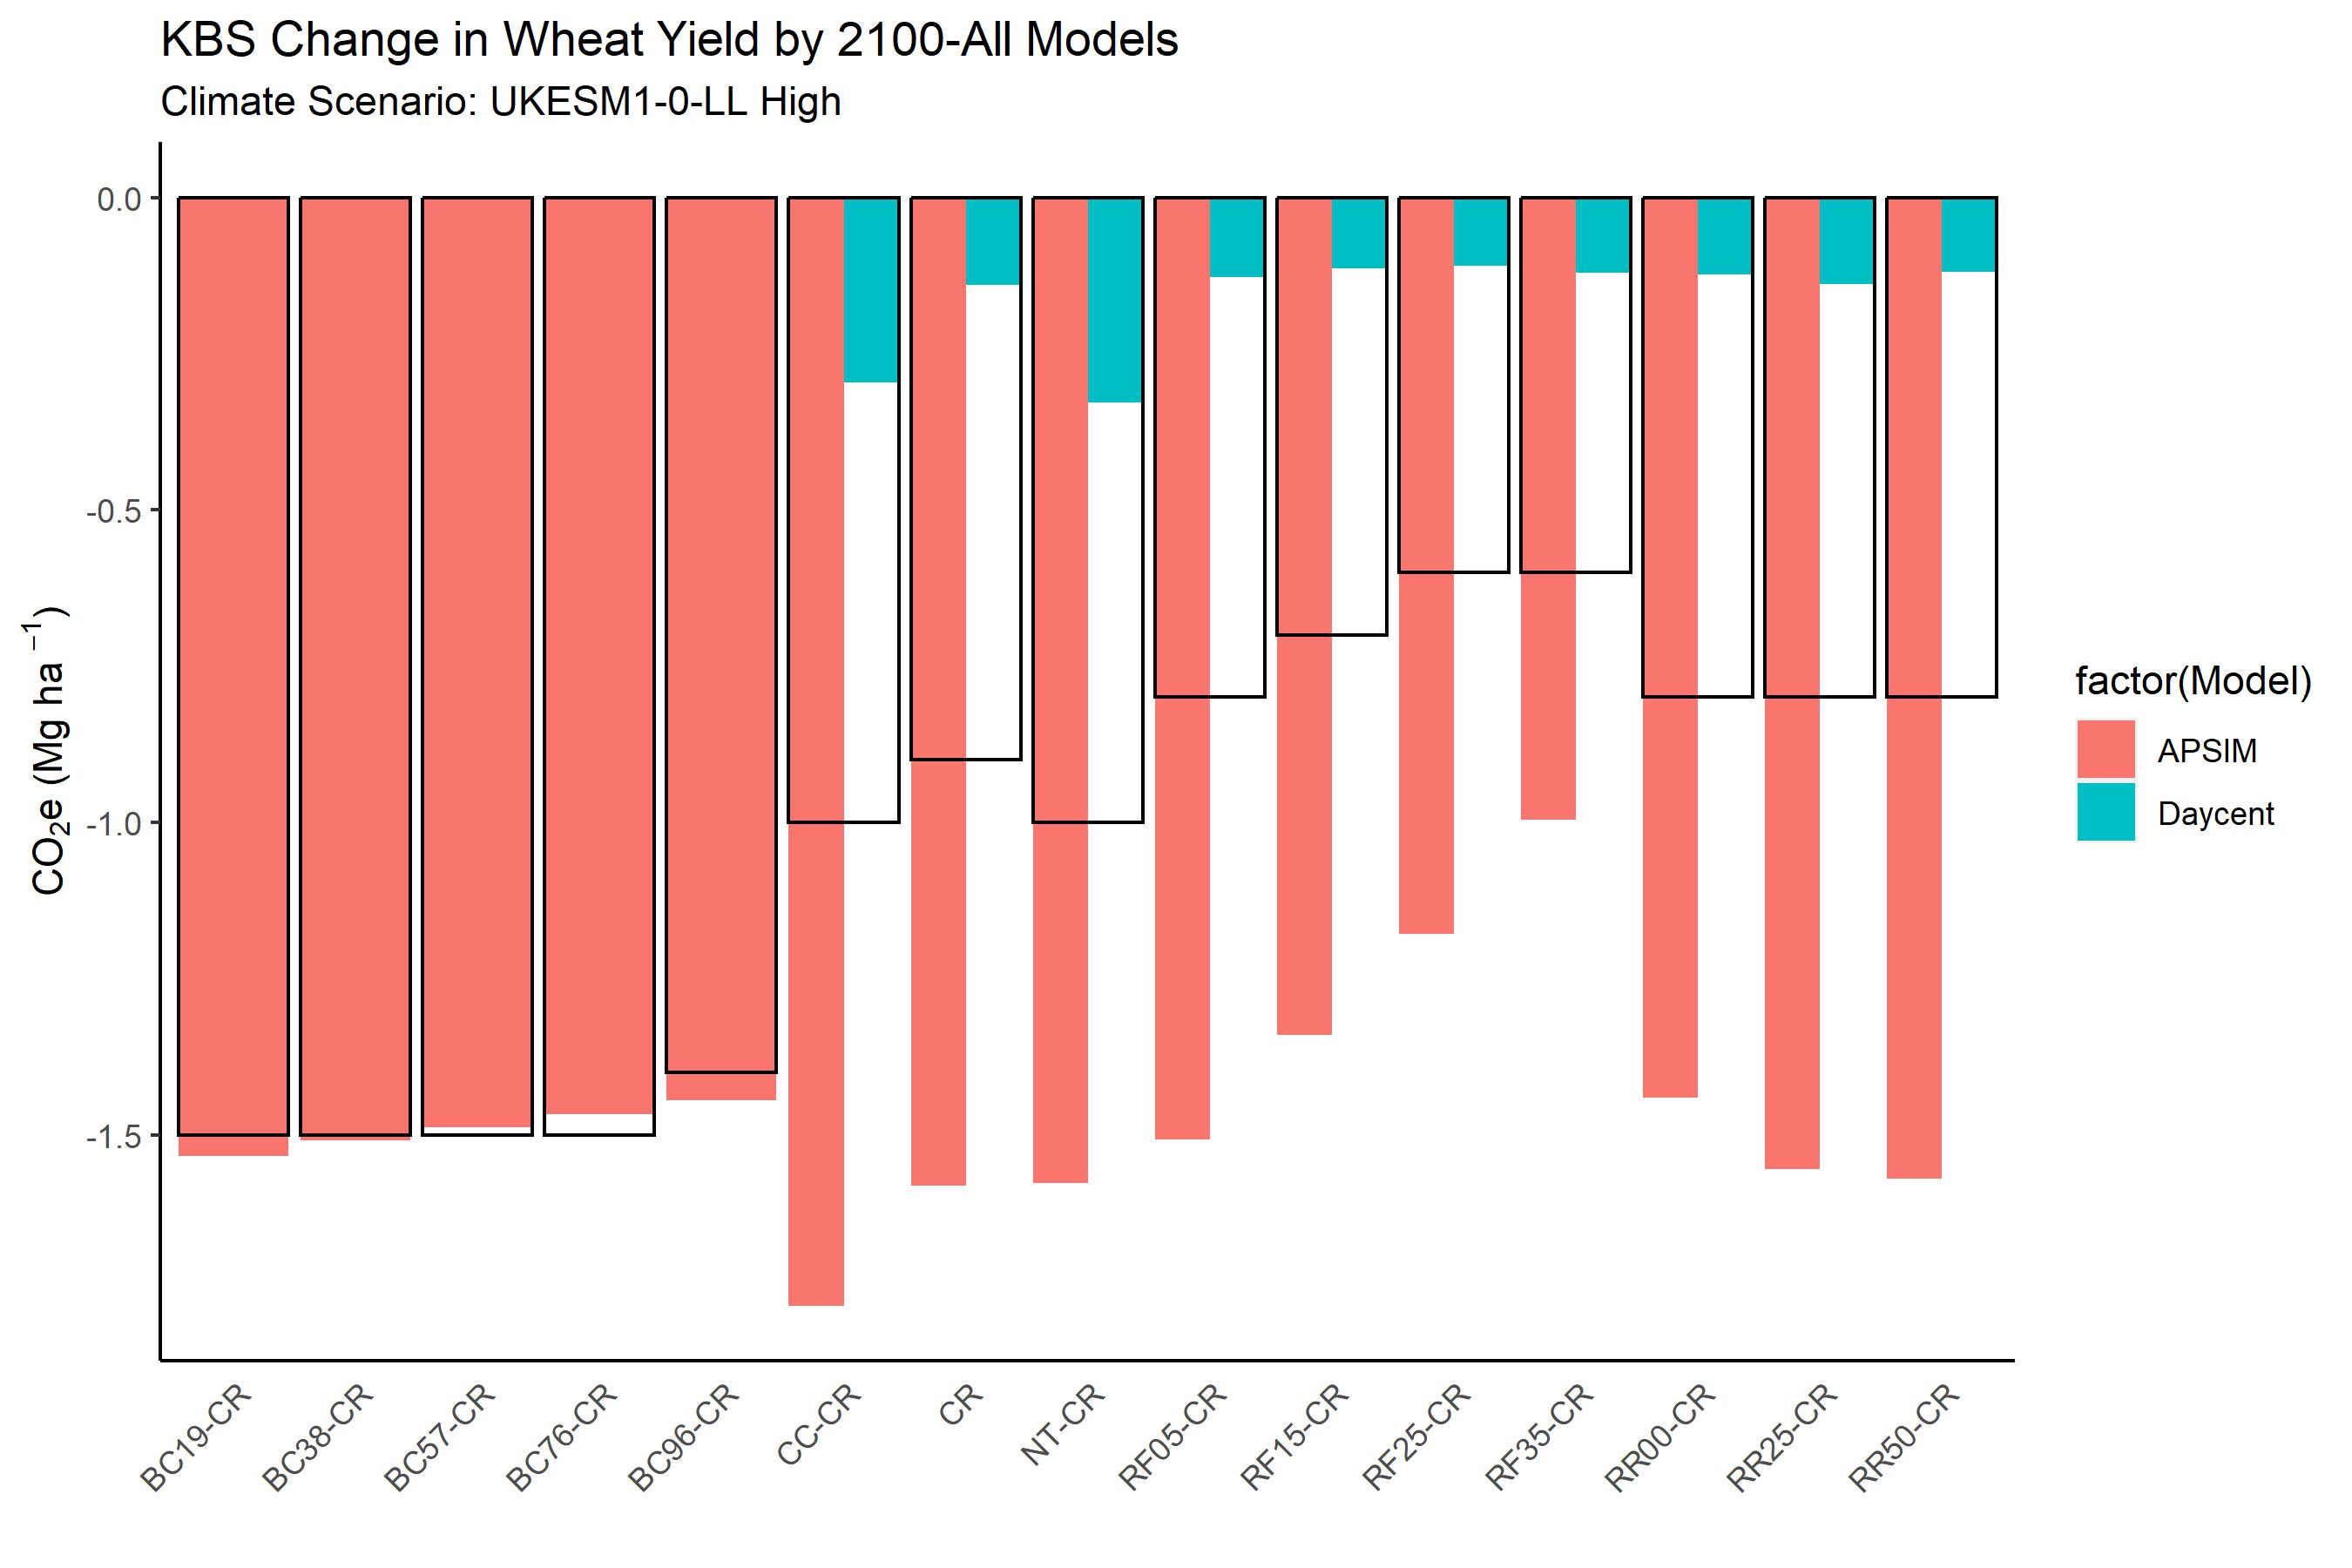 KBS Change in Wheat Yield by 2100-All Models
Climate Scenario: UKESM1-0-LL High
CO₂e (Mg ha ⁻¹)
0.0
-0.5
-1.0
-1.5
BC19-CR
BC38-CR
BC57-CR
BC76-CR
BC96-CR
CC-CR
CR
NT-CR
RF05-CR
RF15-CR
RF25-CR
RF35-CR
RR00-CR
RR25-CR
RR50-CR
factor(Model)
APSIM
Daycent